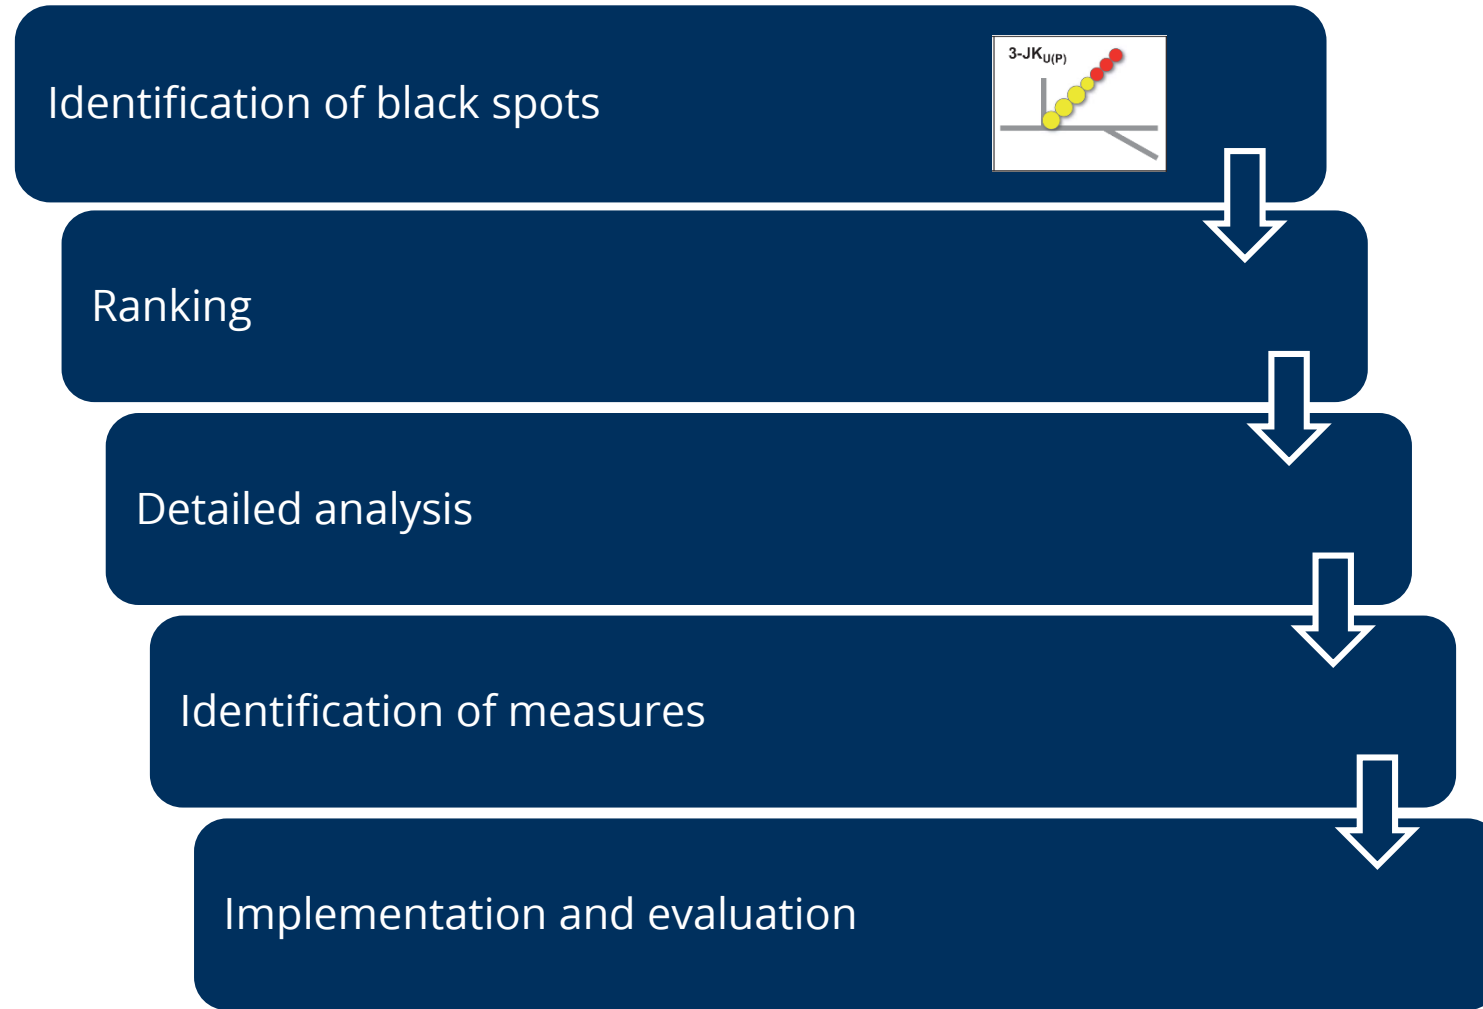 Identification of black spots
3-JKU(P)
Ranking
Detailed analysis
Identification of measures
Implementation and evaluation